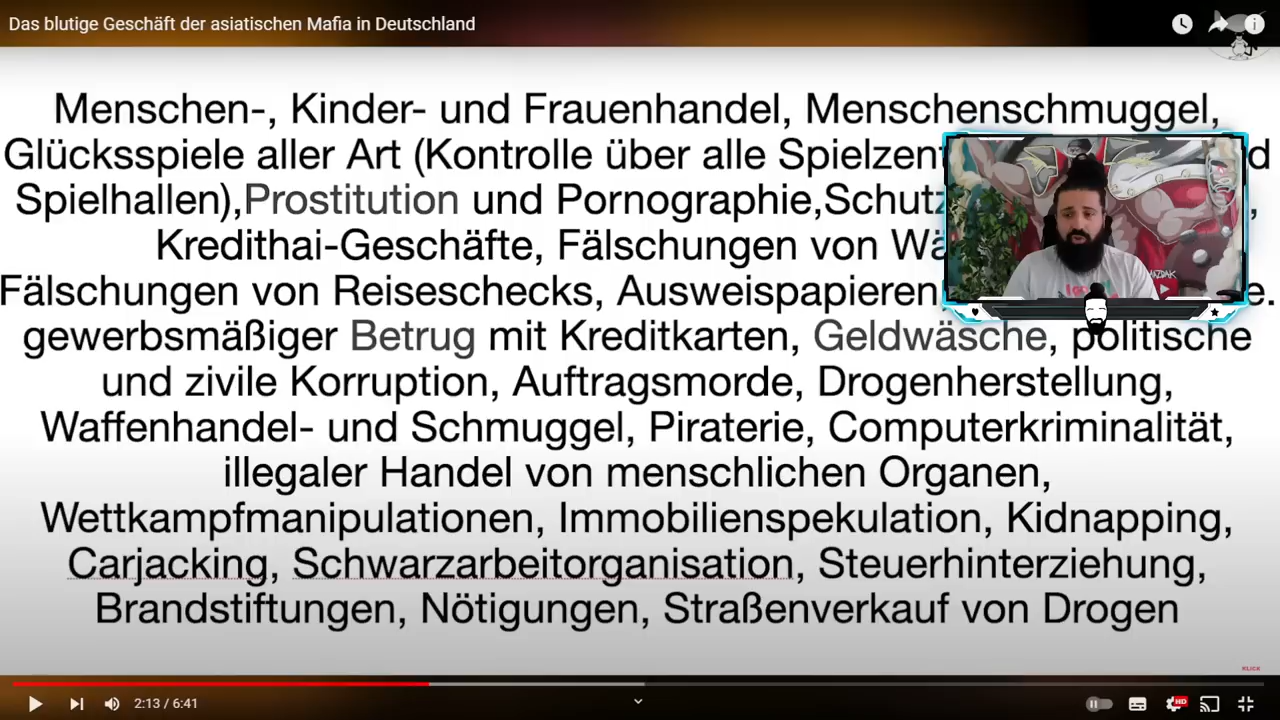 Das blutige Geschäft der asiatischen Mafia in Deutschland
Menschen-, Kinder- und Frauenhandel, Menschenschmuggel,
Glücksspiele aller Art (Kontrolle über alle
Spielhallen),Prostitution und Pornographie,
Kredithai-Geschäfte, Fälschungen von
Fälschungen von Reiseschecks, Ausweispapieren
gewerbsmäßiger Betrug mit Kreditkarten, Geldwäsche, politische
und zivile Korruption, Auftragsmorde, Drogenherstellung,
Waffenhandel- und Schmuggel, Piraterie, Computerkriminalität,
illegaler Handel von menschlichen Organen,
Wettkampfmanipulationen, Immobilienspekulation, Kidnapping,
Carjacking, Schwarzarbeitorganisation, Steuerhinterziehung,
Brandstiftungen, Nötigungen, Straßenverkauf von Drogen
KLICK
2:13 / 6:41
HD